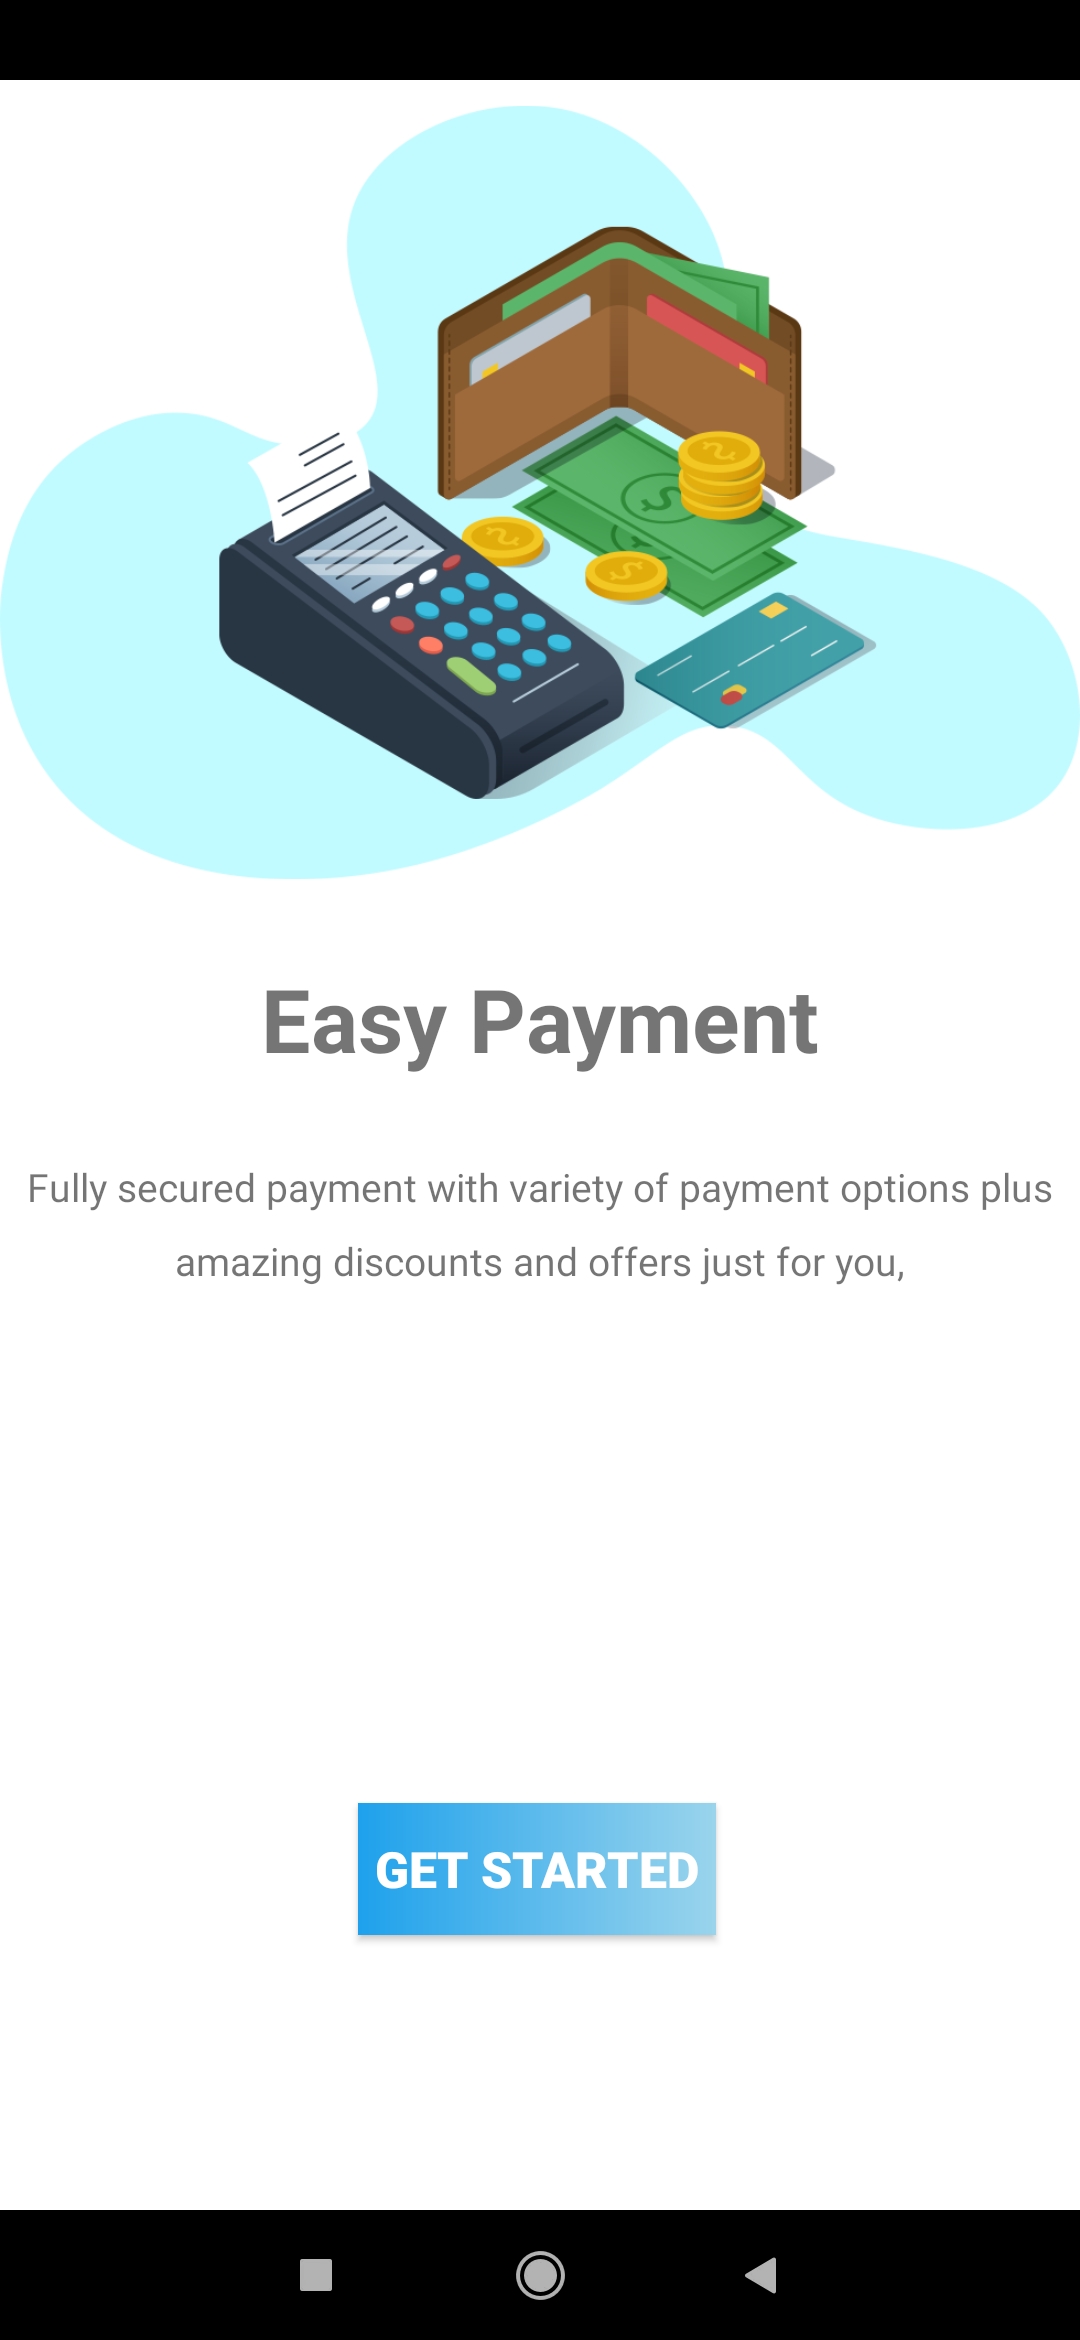 Easy Payment
Fully secured payment with variety of payment options plus
amazing discounts and offers just for you,
GET STARTED